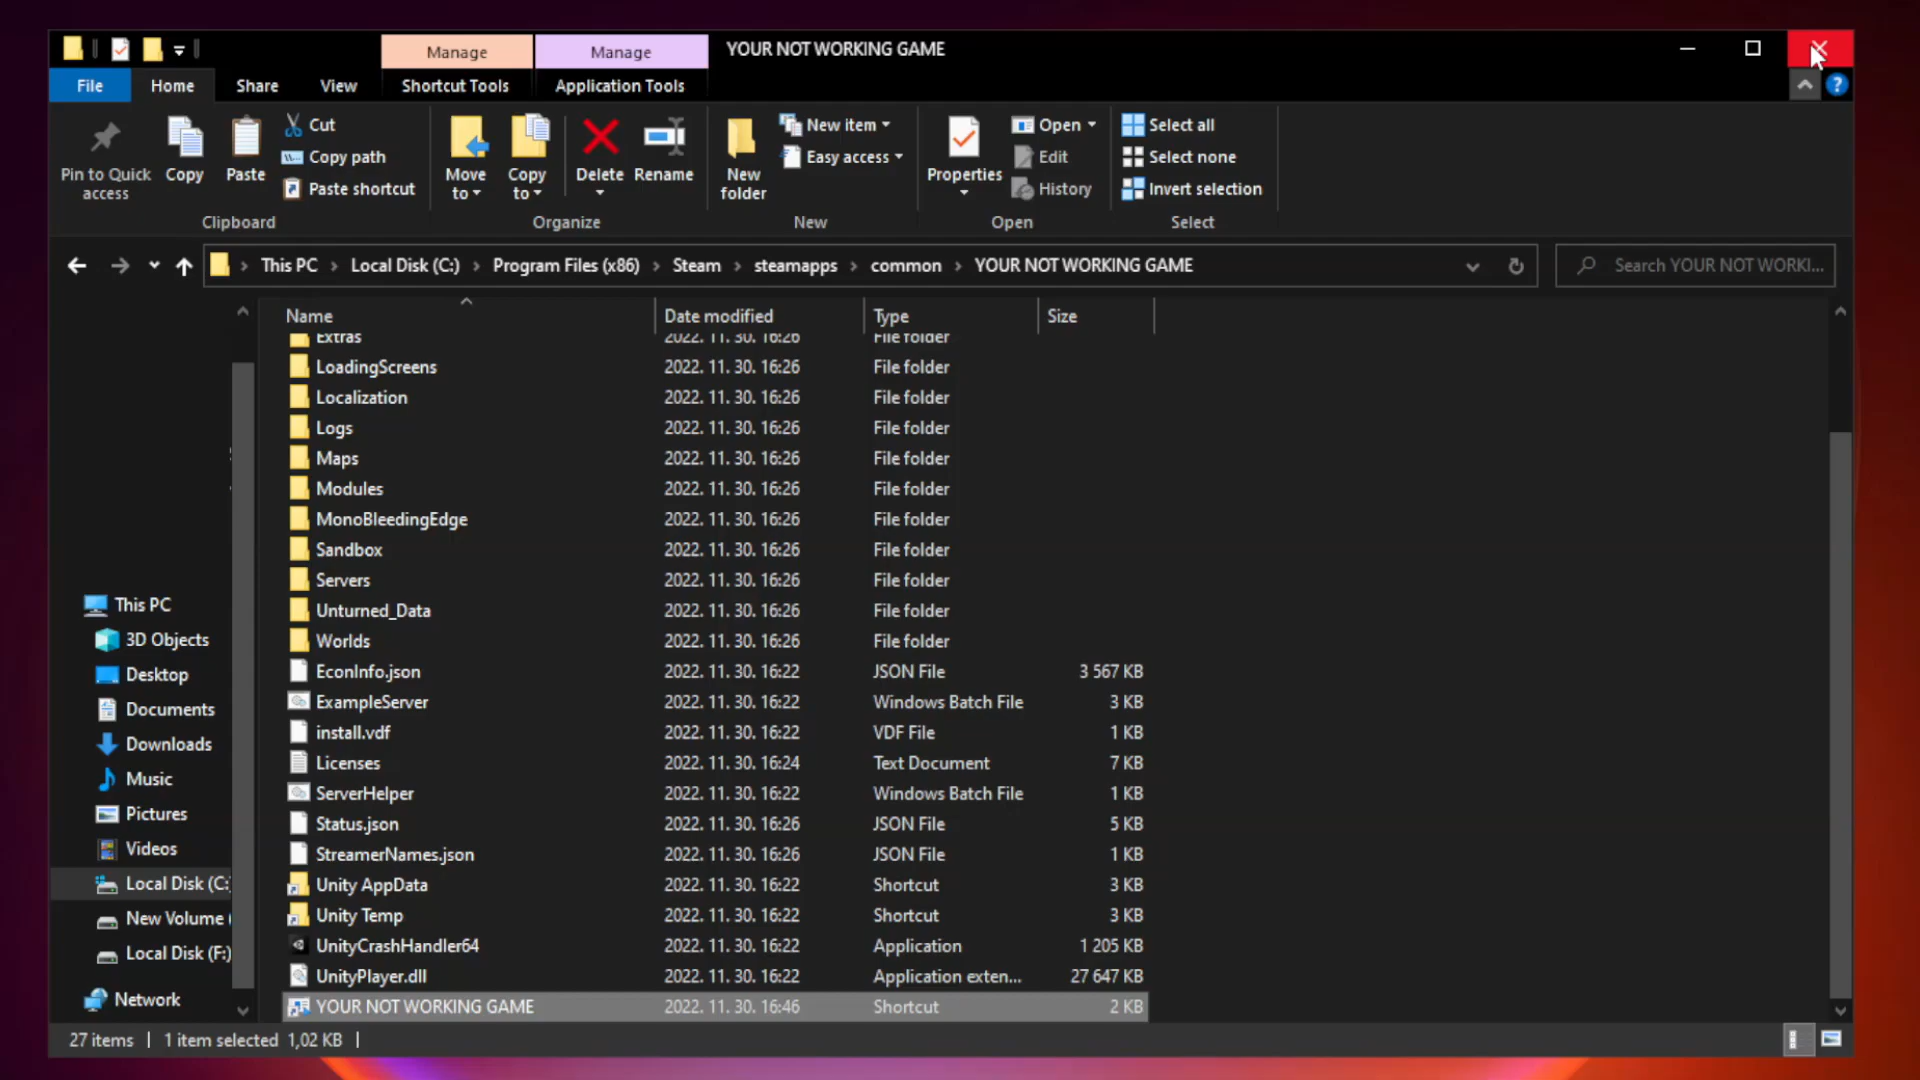 Manage Manage YOUR NOT WORKING GAME
File Home Share View Shortcut Tools Application Tools
Pin to Quick access
Copy
Paste
Cut
Copy path
Paste shortcut
Clipboard
Move to
Copy to
Delete
Rename
Organize
New folder
New item
Easy access
New
Properties
Open
Edit
History
Open
Select all
Select none
Invert selection
Select
This PC > Local Disk (C:) > Program Files (x86) > Steam > steamapps > common > YOUR NOT WORKING GAME
Search YOUR NOT WORKI...
Name Date modified Type Size
Extras 2022. 11. 30. 16:26 File folder
LoadingScreens 2022. 11. 30. 16:26 File folder
Localization 2022. 11. 30. 16:26 File folder
Logs 2022. 11. 30. 16:26 File folder
Maps 2022. 11. 30. 16:26 File folder
Modules 2022. 11. 30. 16:26 File folder
MonoBleedingEdge 2022. 11. 30. 16:26 File folder
Sandbox 2022. 11. 30. 16:26 File folder
Servers 2022. 11. 30. 16:26 File folder
Unturned_Data 2022. 11. 30. 16:26 File folder
Worlds 2022. 11. 30. 16:26 File folder
EconInfo.json 2022. 11. 30. 16:22 JSON File 3 567 KB
ExampleServer 2022. 11. 30. 16:22 Windows Batch File 3 KB
install.vdf 2022. 11. 30. 16:22 VDF File 1 KB
Licenses 2022. 11. 30. 16:24 Text Document 7 KB
ServerHelper 2022. 11. 30. 16:22 Windows Batch File 1 KB
Status.json 2022. 11. 30. 16:26 JSON File 5 KB
StreamerNames.json 2022. 11. 30. 16:26 JSON File 1 KB
Unity AppData 2022. 11. 30. 16:22 Shortcut 3 KB
Unity Temp 2022. 11. 30. 16:22 Shortcut 3 KB
UnityCrashHandler64 2022. 11. 30. 16:22 Application 1 205 KB
UnityPlayer.dll 2022. 11. 30. 16:22 Application exten... 27 647 KB
YOUR NOT WORKING GAME 2022. 11. 30. 16:46 Shortcut 2 KB
This PC
3D Objects
Desktop
Documents
Downloads
Music
Pictures
Videos
Local Disk (C:)
New Volume (
Local Disk (F:)
Network
27 items 1 item selected 1,02 KB